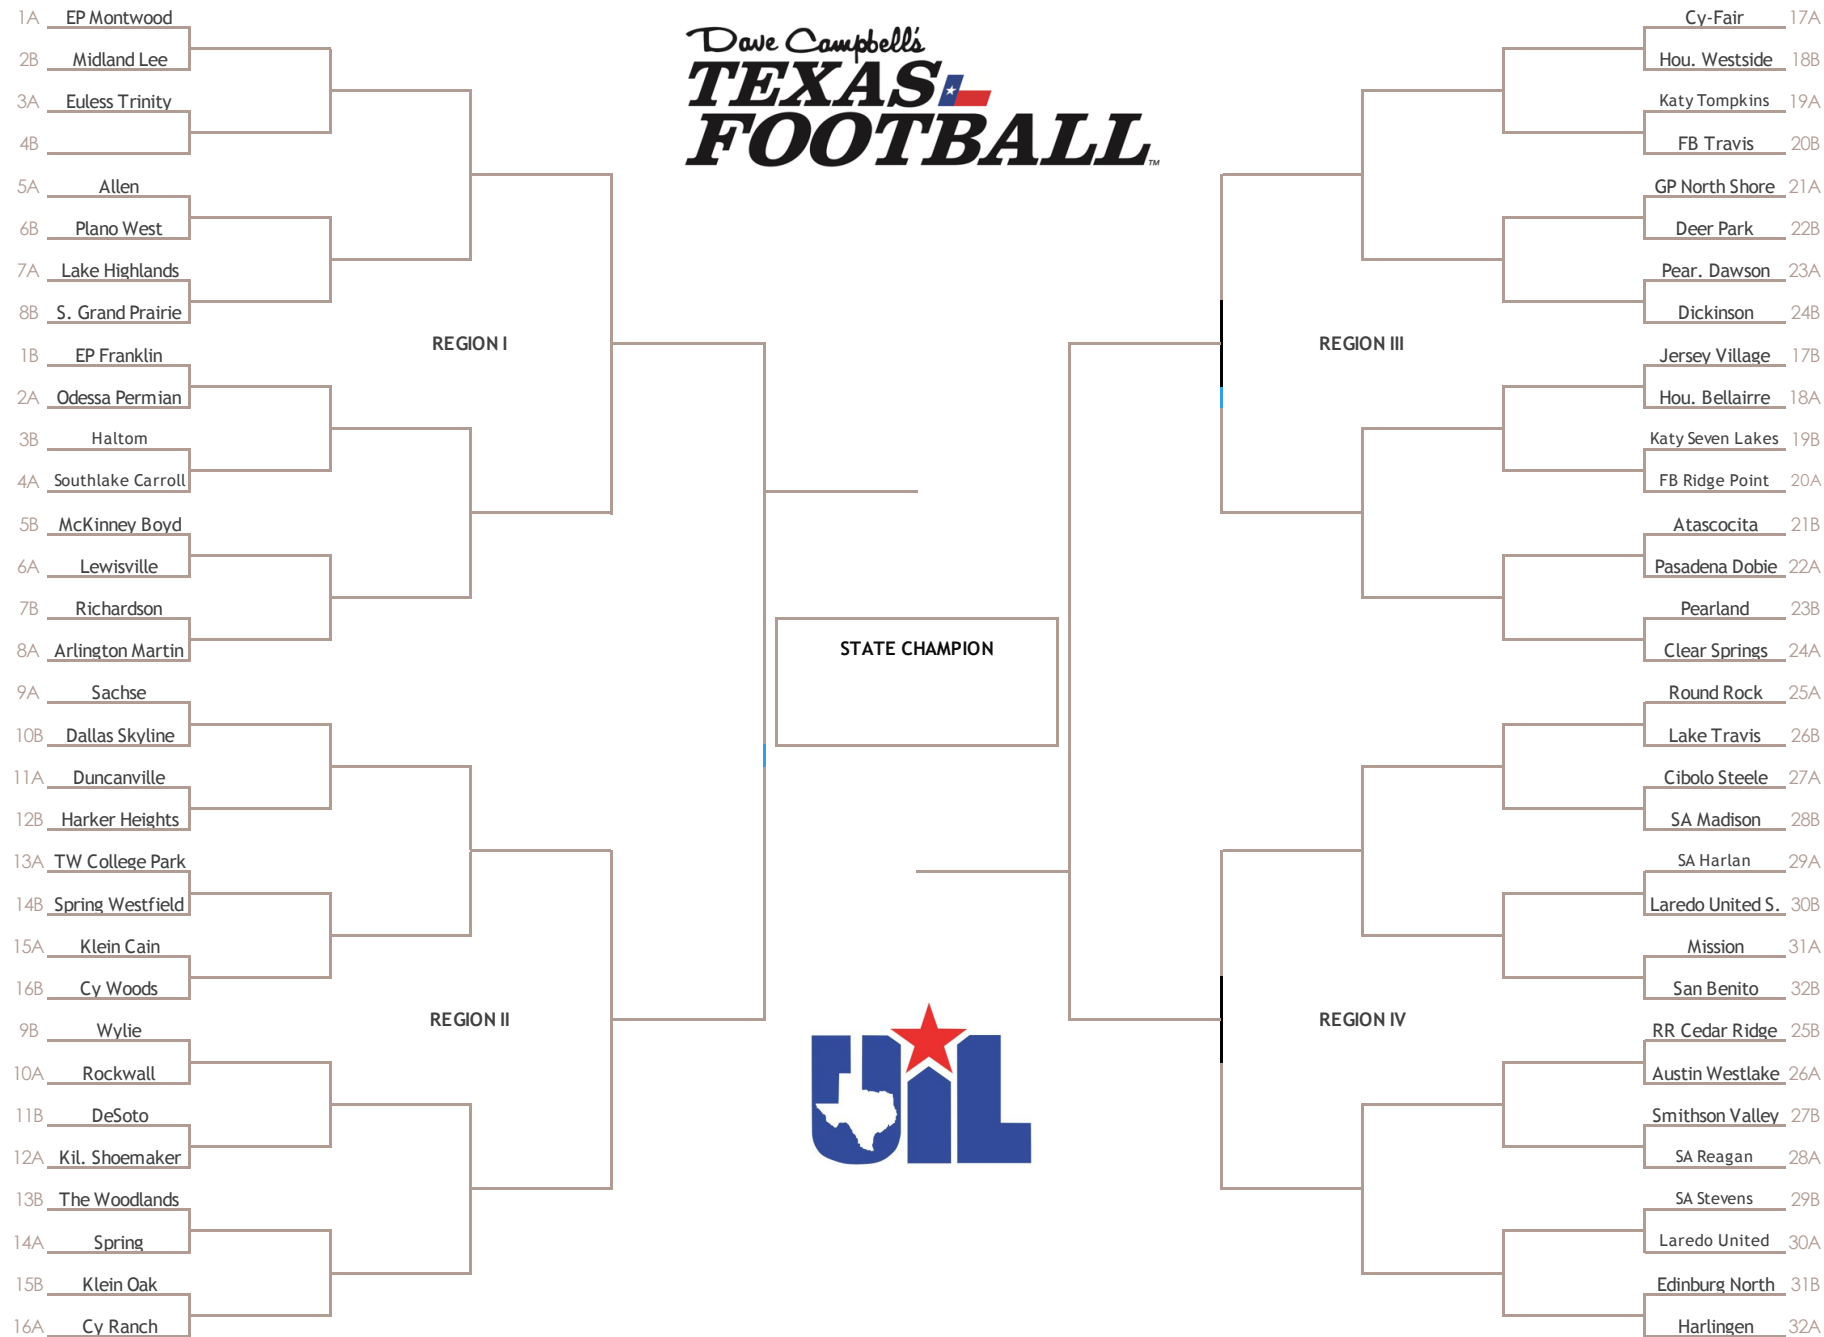 1A EP Montwood
2B Midland Lee
3A Euless Trinity
4B
5A Allen
6B Plano West
7A Lake Highlands
8B S. Grand Prairie
REGION I
1B EP Franklin
2A Odessa Permian
3B Haltom
4A Southlake Carroll
5B McKinney Boyd
6A Lewisville
7B Richardson
8A Arlington Martin
9A Sachse
10B Dallas Skyline
11A Duncanville
12B Harker Heights
13A TW College Park
14B Spring Westfield
15A Klein Cain
16B Cy Woods
REGION II
9B Wylie
10A Rockwall
11B DeSoto
12A Kil. Shoemaker
13B The Woodlands
14A Spring
15B Klein Oak
16A Cy Ranch
Dave Campbell's
TEXAS
FOOTBALL™
STATE CHAMPION
UIL
Cy-Fair 17A
Hou. Westside 18B
Katy Tompkins 19A
FB Travis 20B
GP North Shore 21A
Deer Park 22B
Pear. Dawson 23A
Dickinson 24B
REGION III
Jersey Village 17B
Hou. Bellairre 18A
Katy Seven Lakes 19B
FB Ridge Point 20A
Atascocita 21B
Pasadena Dobie 22A
Pearland 23B
Clear Springs 24A
Round Rock 25A
Lake Travis 26B
Cibolo Steele 27A
SA Madison 28B
SA Harlan 29A
Laredo United S. 30B
Mission 31A
San Benito 32B
REGION IV
RR Cedar Ridge 25B
Austin Westlake 26A
Smithson Valley 27B
SA Reagan 28A
SA Stevens 29B
Laredo United 30A
Edinburg North 31B
Harlingen 32A